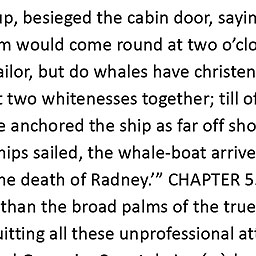 up, besieged the cabin door, sayin
m would come round at two o'clo
ailor, but do whales have christen
t two whitenesses together; till of
e anchored the ship as far off sho
hips sailed, the whale-boat arrive
he death of Radney.'” CHAPTER 5
than the broad palms of the true
uitting all these unprofessional att